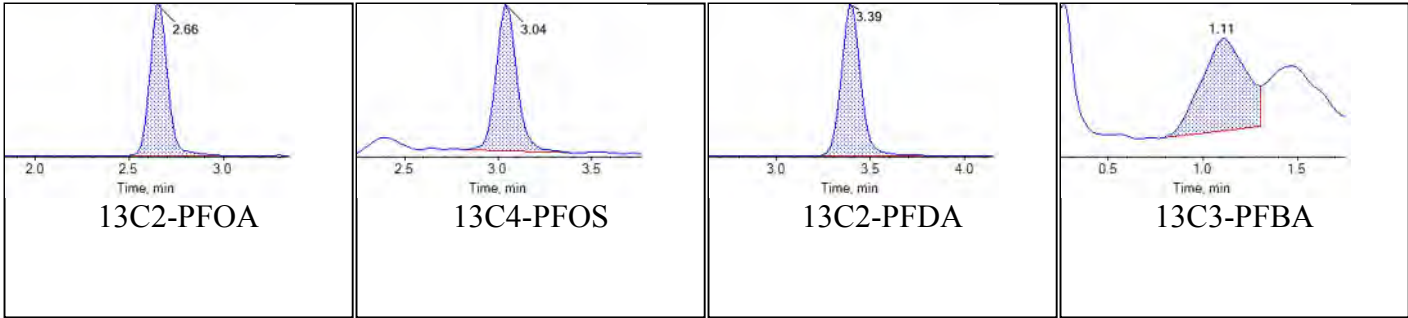 2.66
2.0 2.5 3.0
Time, min
13C2-PFOA
3.04
2.5 3.0 3.5
Time, min
13C4-PFOS
3.39
3.0 3.5 4.0
Time, min
13C2-PFDA
1.11
0.5 1.0 1.5
Time, min
13C3-PFBA